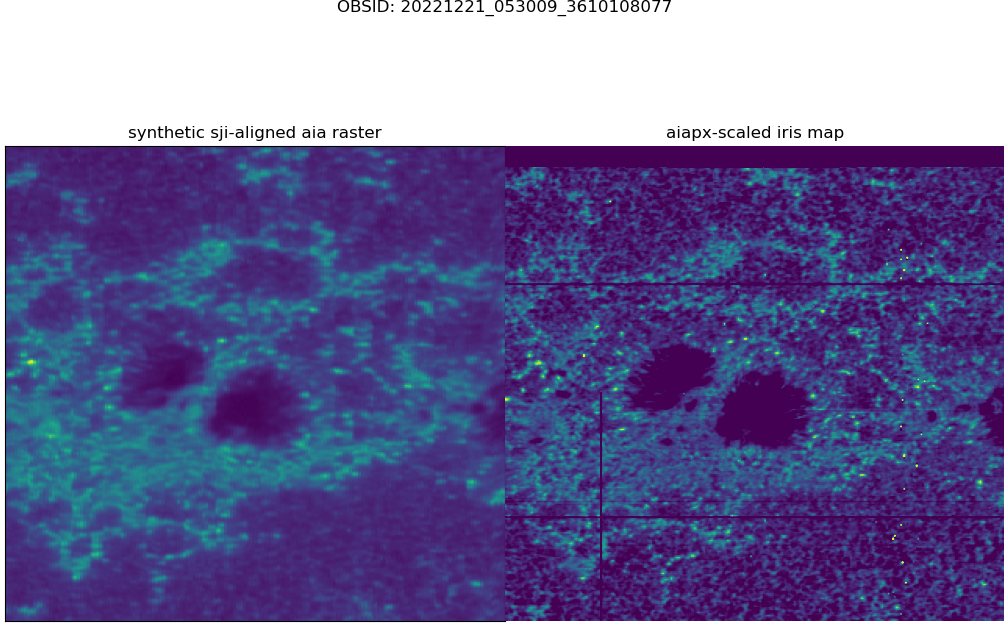 OBSID: 20221221_053009_3610108077
synthetic sji-aligned aia raster
aiapx-scaled iris map